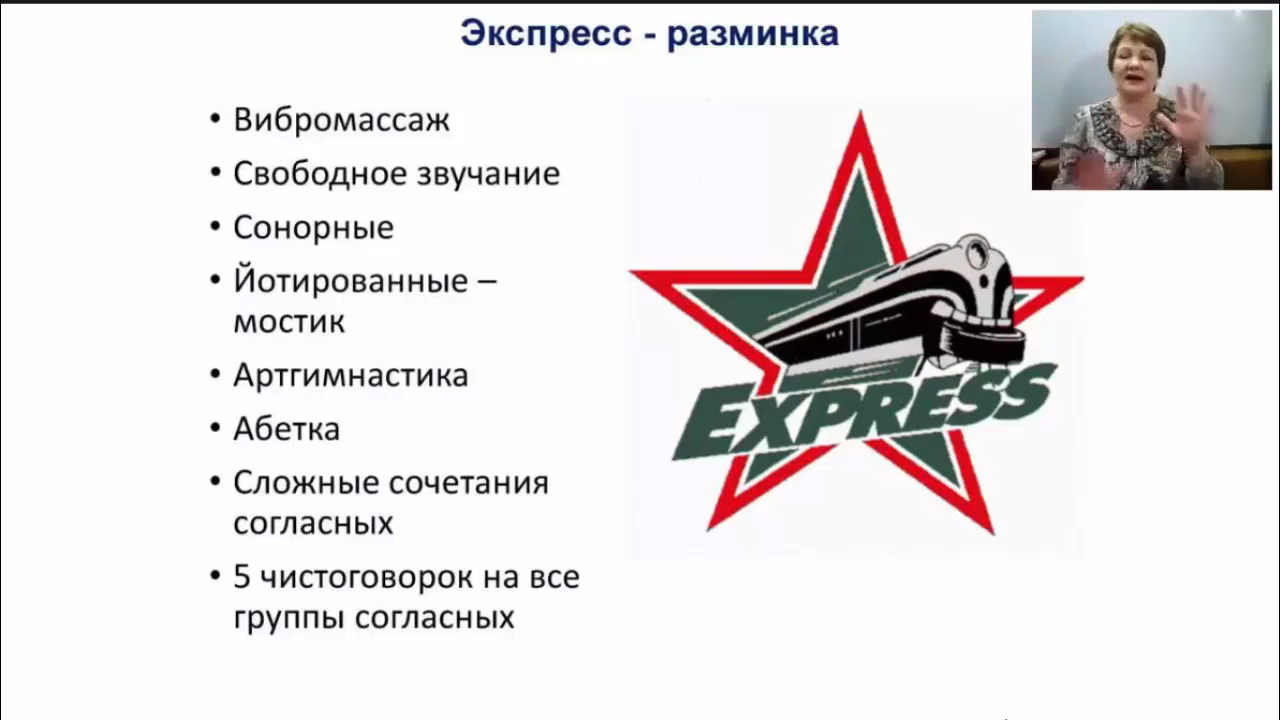 Экспресс - разминка
• Вибромассаж
• Свободное звучание
• Сонорные
• Йотированные –
мостик
• Артгимнастика
• Абетка
• Сложные сочетания
согласных
• 5 чистоговорок на все
группы согласных
EXPRESS